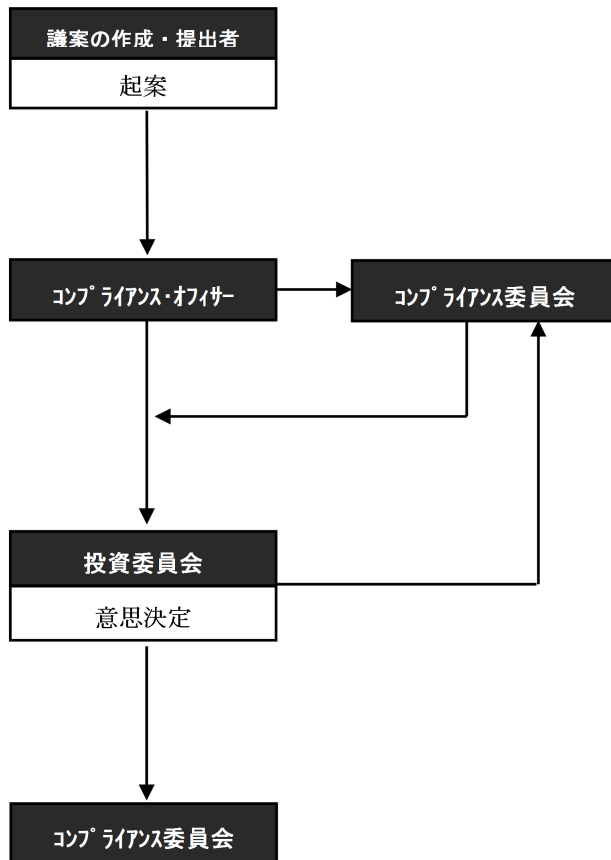 議案の作成・提出者
起案
ｺﾝﾌﾟﾗｲｱﾝｽ･ｵﾌｨｻｰ
ｺﾝﾌﾟﾗｲｱﾝｽ委員会
投資委員会
意思決定
ｺﾝﾌﾟﾗｲｱﾝｽ委員会